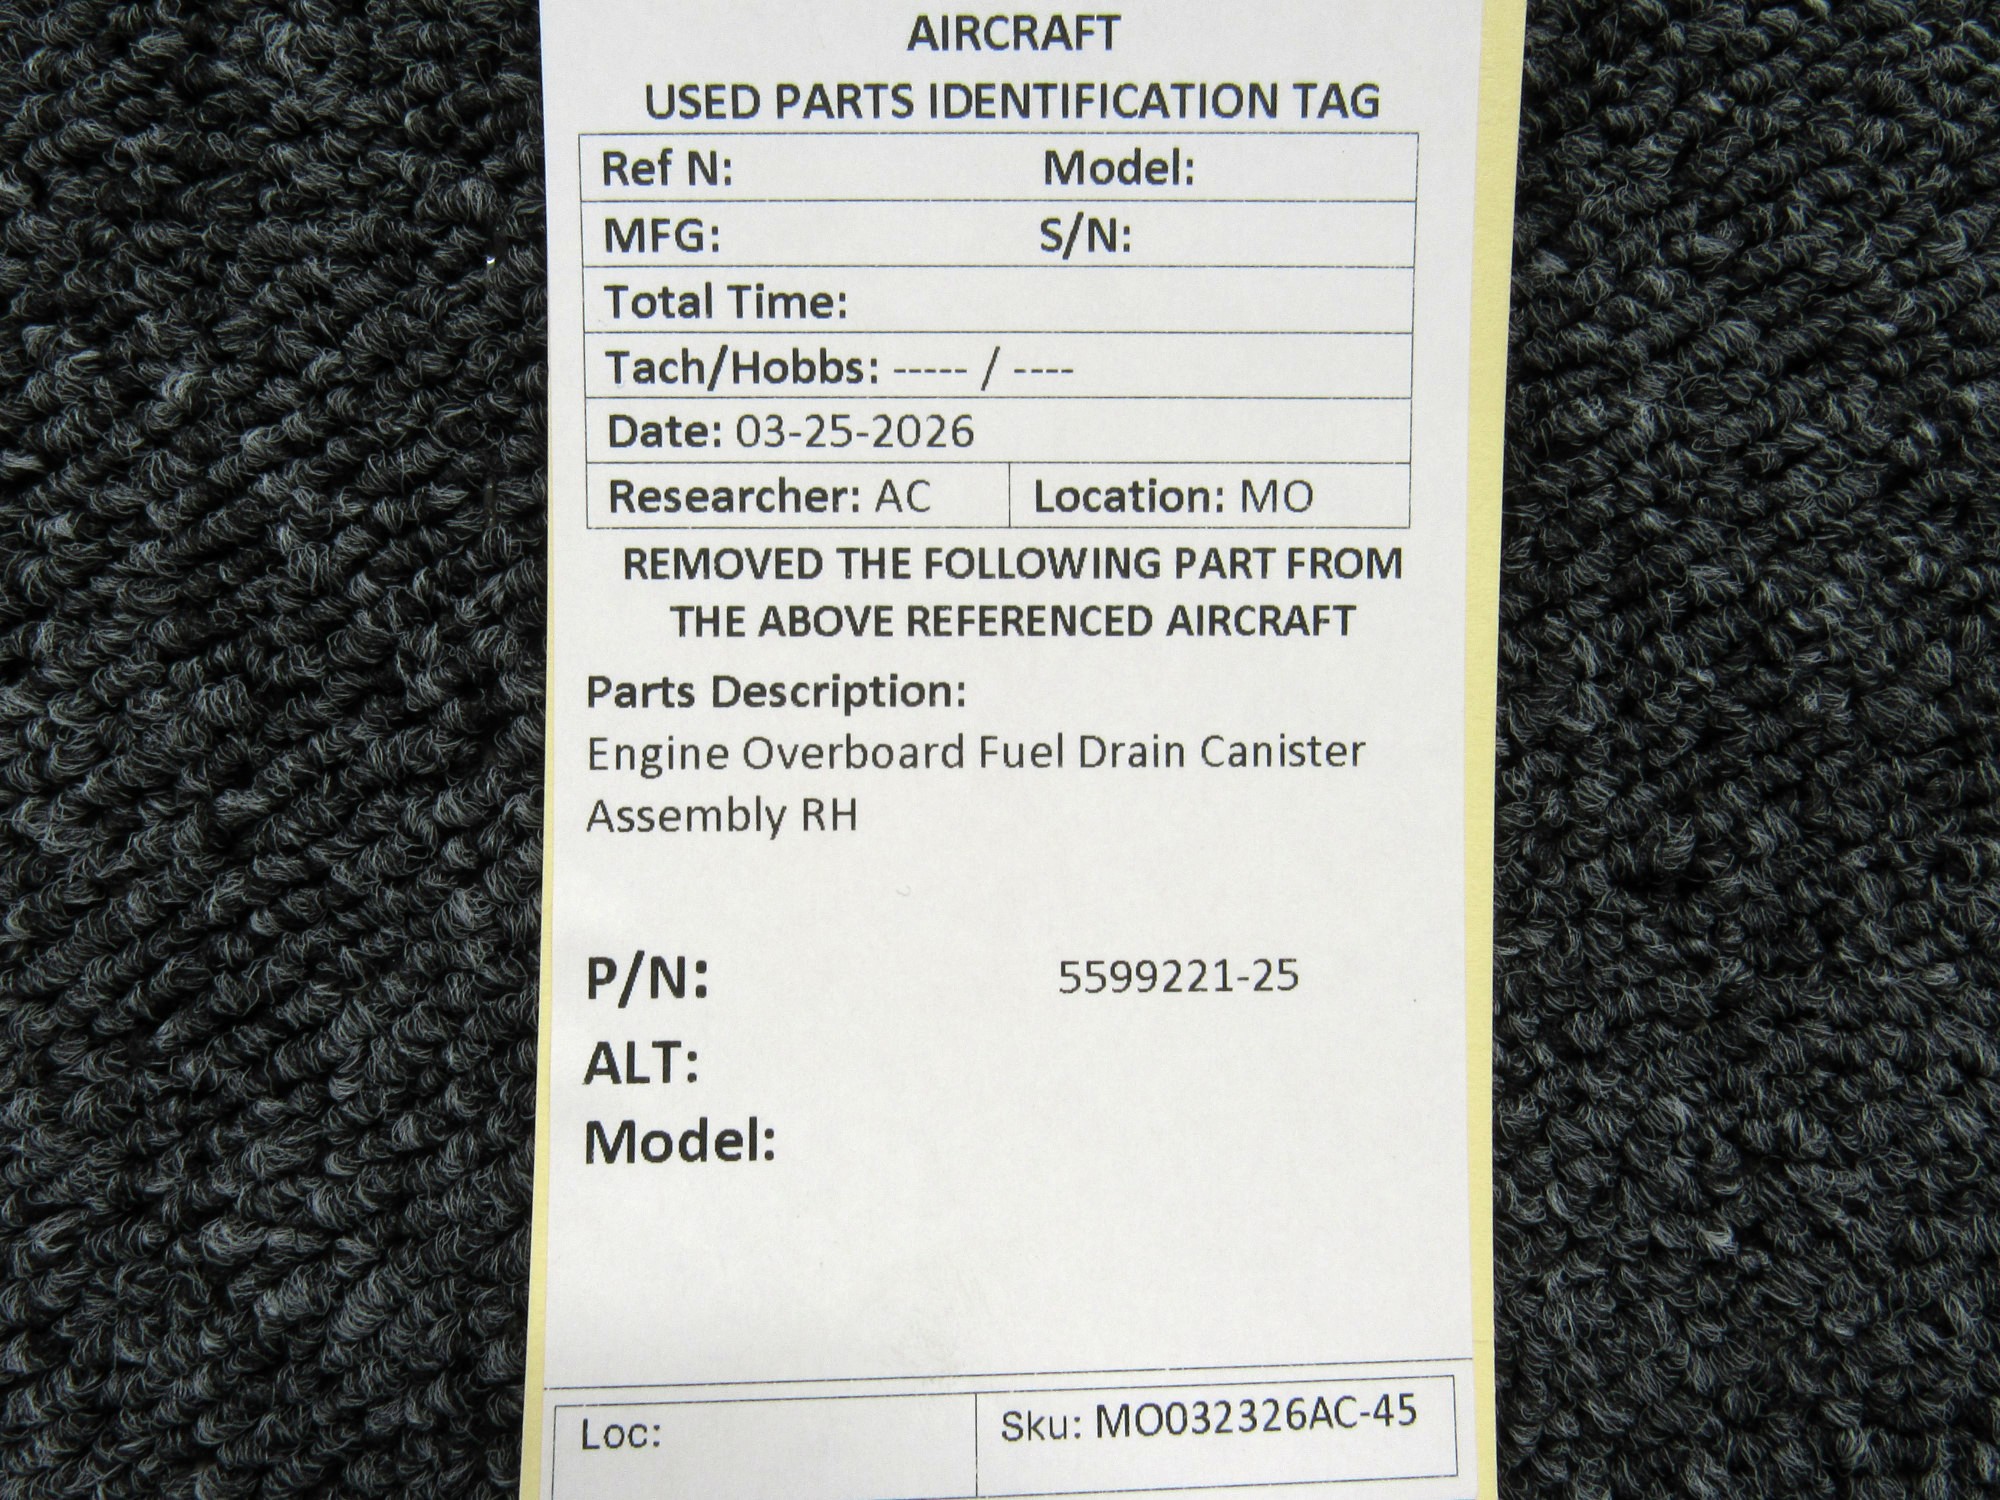 AIRCRAFT
USED PARTS IDENTIFICATION TAG
Ref N: Model:
MFG: S/N:
Total Time:
Tach/Hobbs: ----- / ----
Date: 03-25-2026
Researcher: AC Location: MO
REMOVED THE FOLLOWING PART FROM
THE ABOVE REFERENCED AIRCRAFT
Parts Description:
Engine Overboard Fuel Drain Canister
Assembly RH
P/N: 5599221-25
ALT:
Model:
Loc: Sku: MO032326AC-45